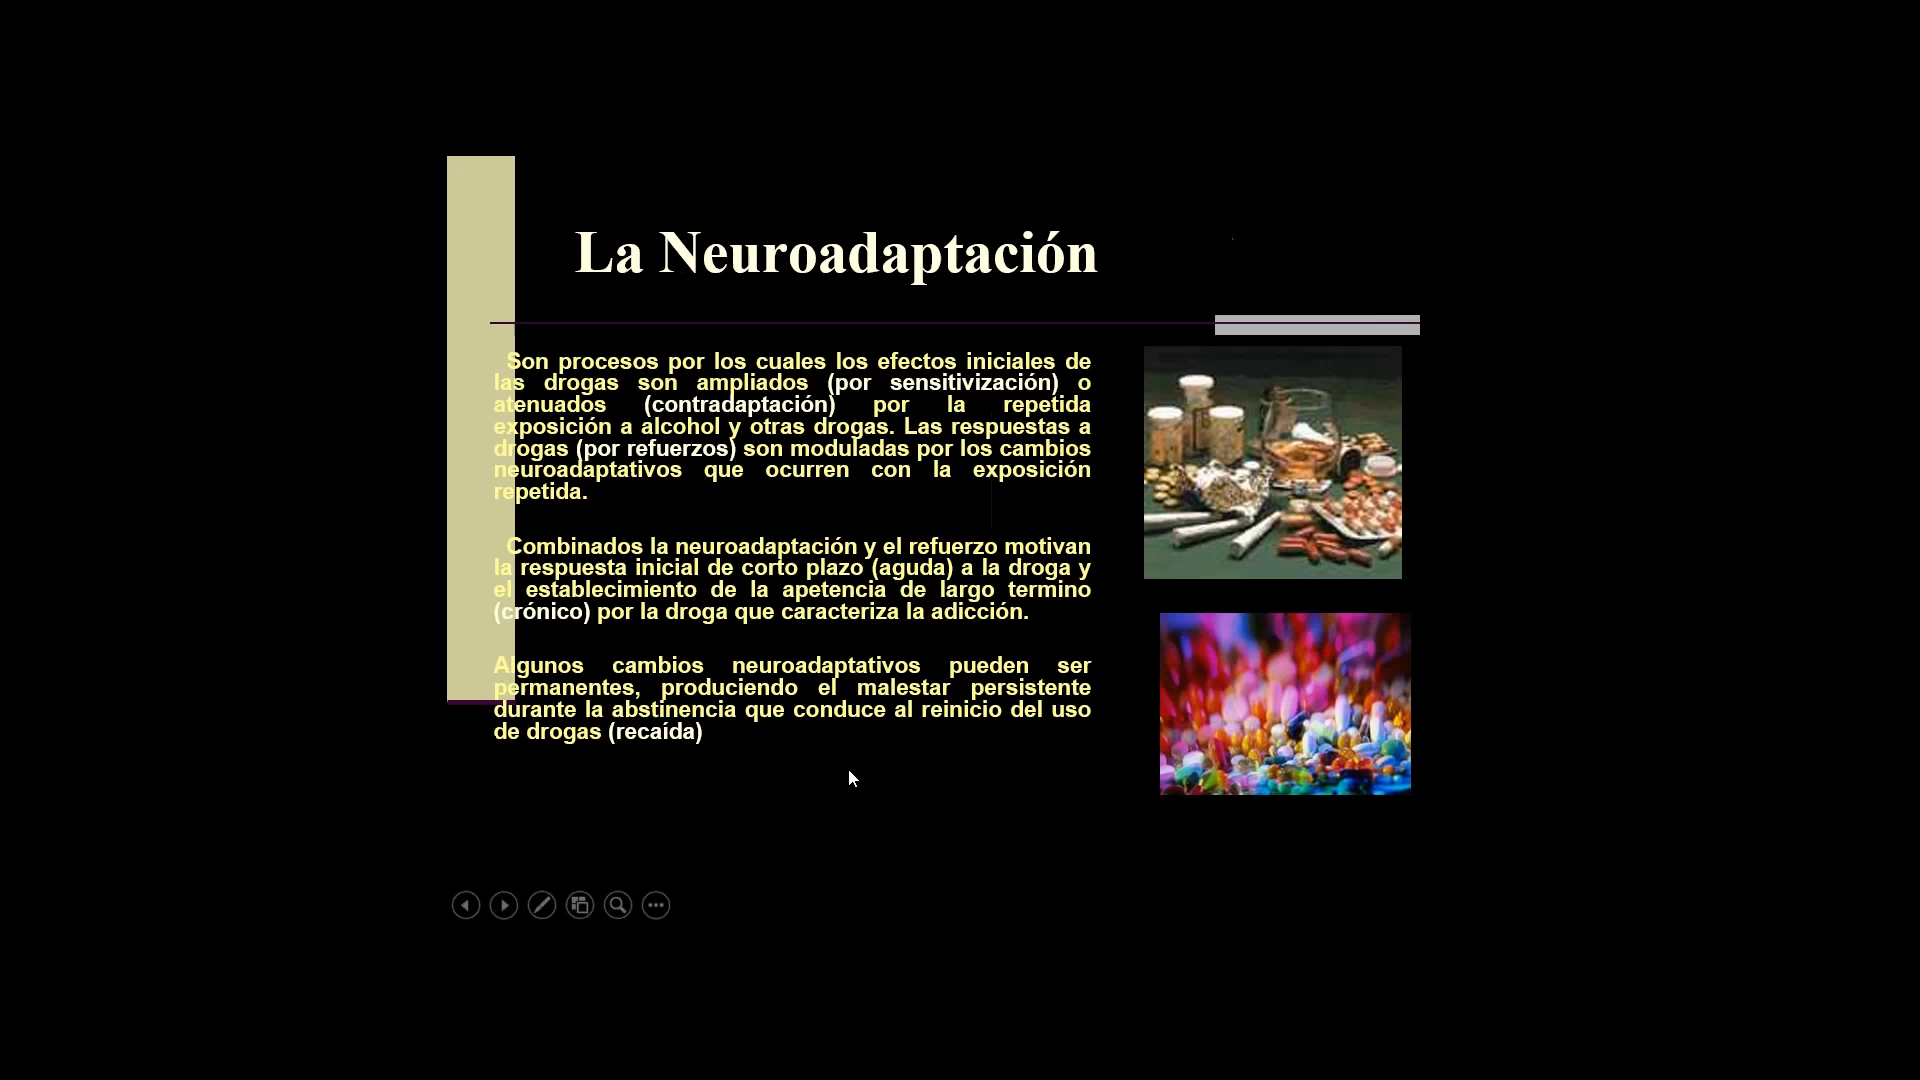 La Neuroadaptación
Son procesos por los cuales los efectos iniciales de
las drogas son ampliados (por sensitivización) o
atenuados (contradaptación) por la repetida
exposición a alcohol y otras drogas. Las respuestas a
drogas (por refuerzos) son moduladas por los cambios
neuroadaptativos que ocurren con la exposición
repetida.
Combinados la neuroadaptación y el refuerzo motivan
la respuesta inicial de corto plazo (aguda) a la droga y
el establecimiento de la apetencia de largo termino
(crónico) por la droga que caracteriza la adicción.
Algunos cambios neuroadaptativos pueden ser
permanentes, produciendo el malestar persistente
durante la abstinencia que conduce al reinicio del uso
de drogas (recaída)